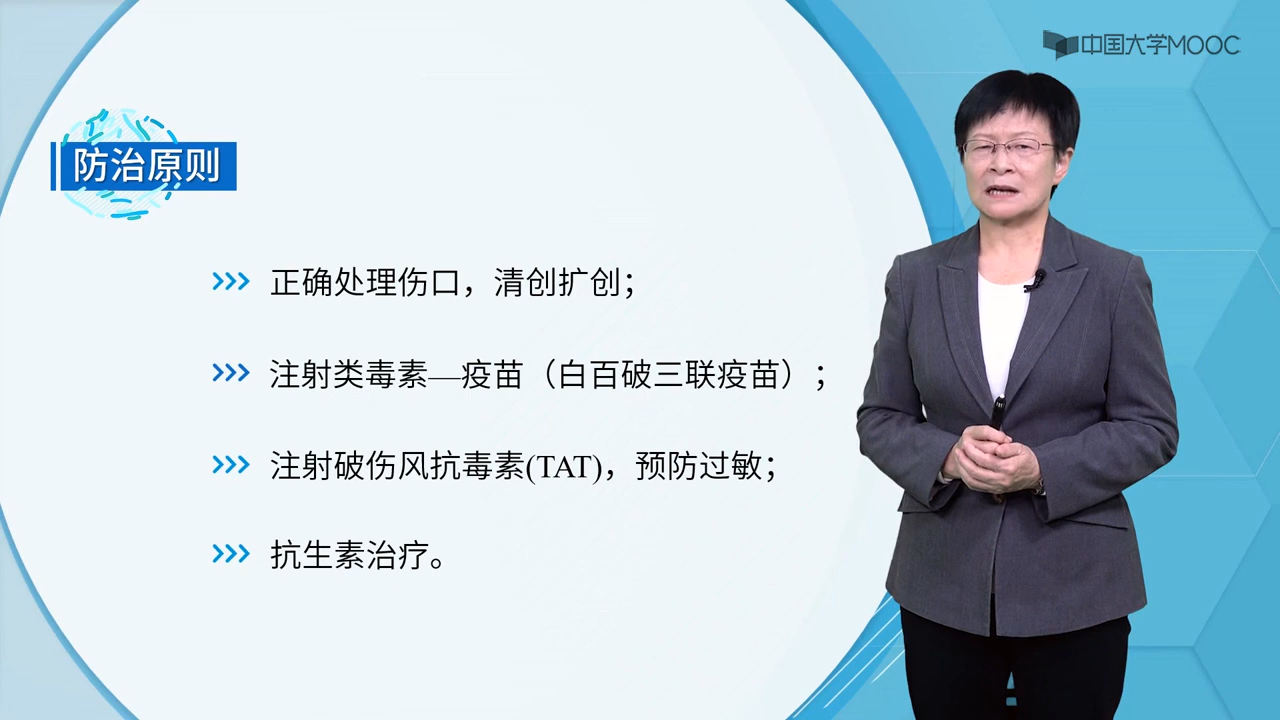 中国大学MOOC
防治原则
正确处理伤口，清创扩创；
注射类毒素—疫苗（白百破三联疫苗）；
注射破伤风抗毒素(TAT)，预防过敏；
抗生素治疗。